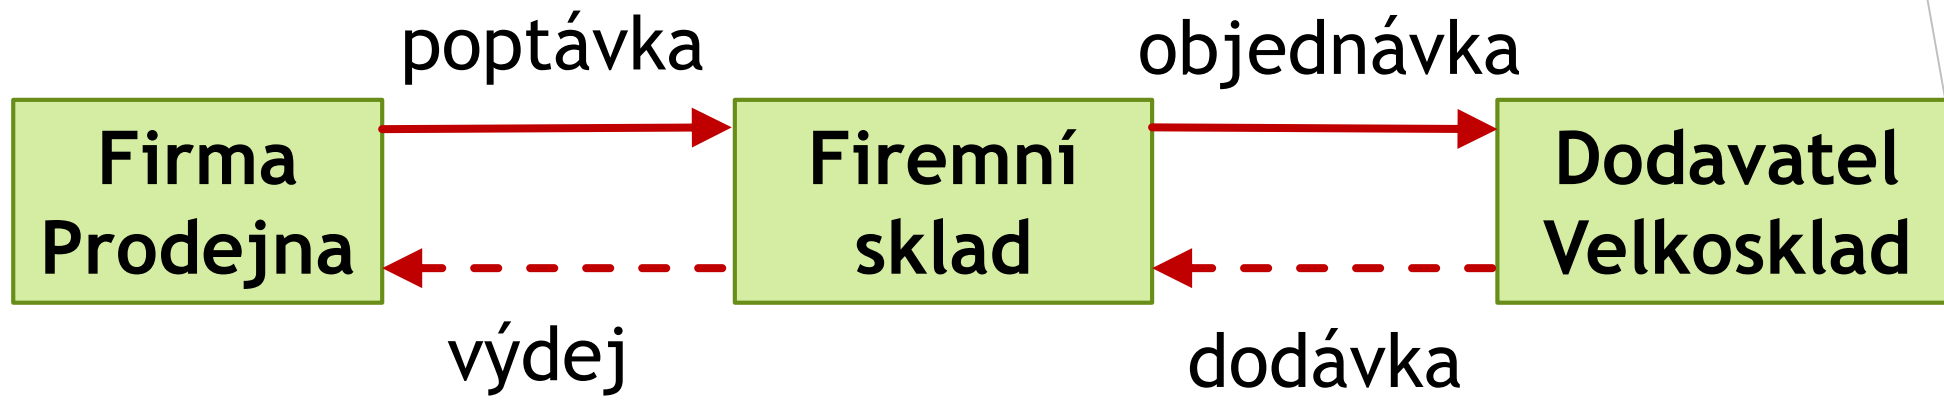 poptávka
objednávka
Firma
Prodejna
Firemní
sklad
Dodavatel
Velkosklad
výdej
dodávka